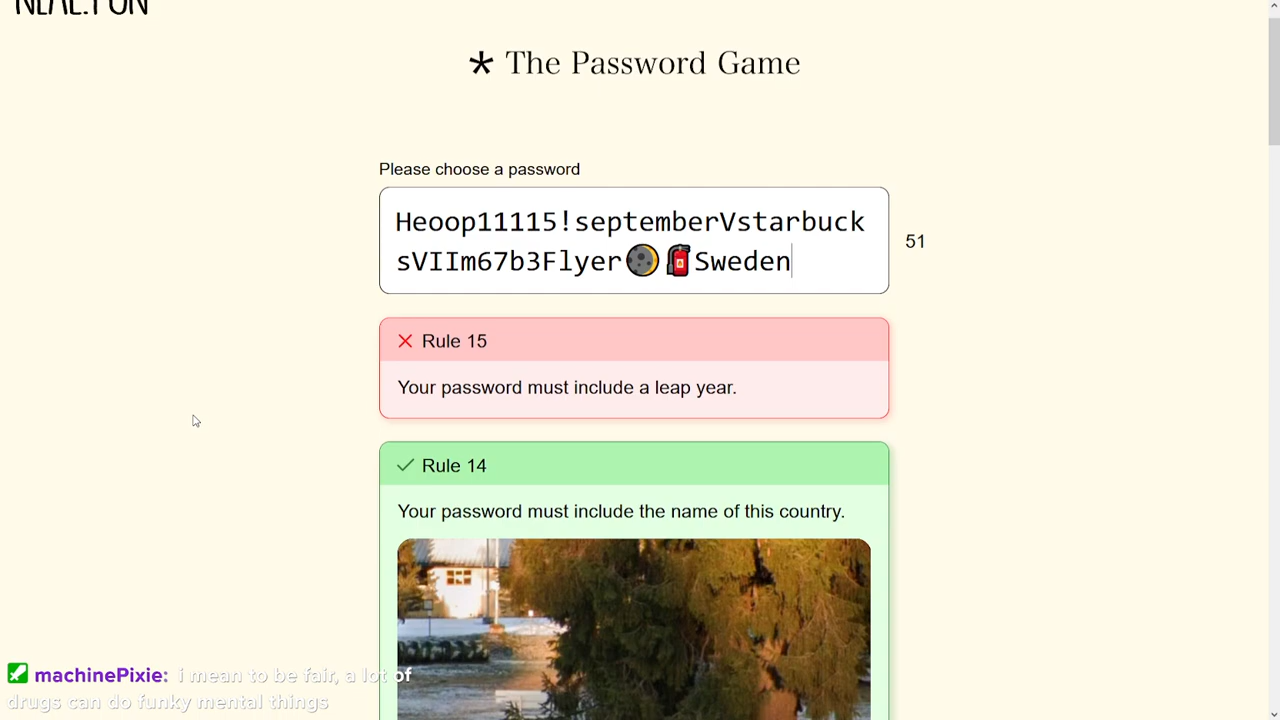 NEAL.FUN
* The Password Game
Please choose a password
Heoop11115!septemberVstarbuck
sVIIm67b3Flyer🌖🧯Sweden
51
Rule 15
Your password must include a leap year.
Rule 14
Your password must include the name of this country.
machinePixie: i mean to be fair, a lot of
drugs can do funky mental things